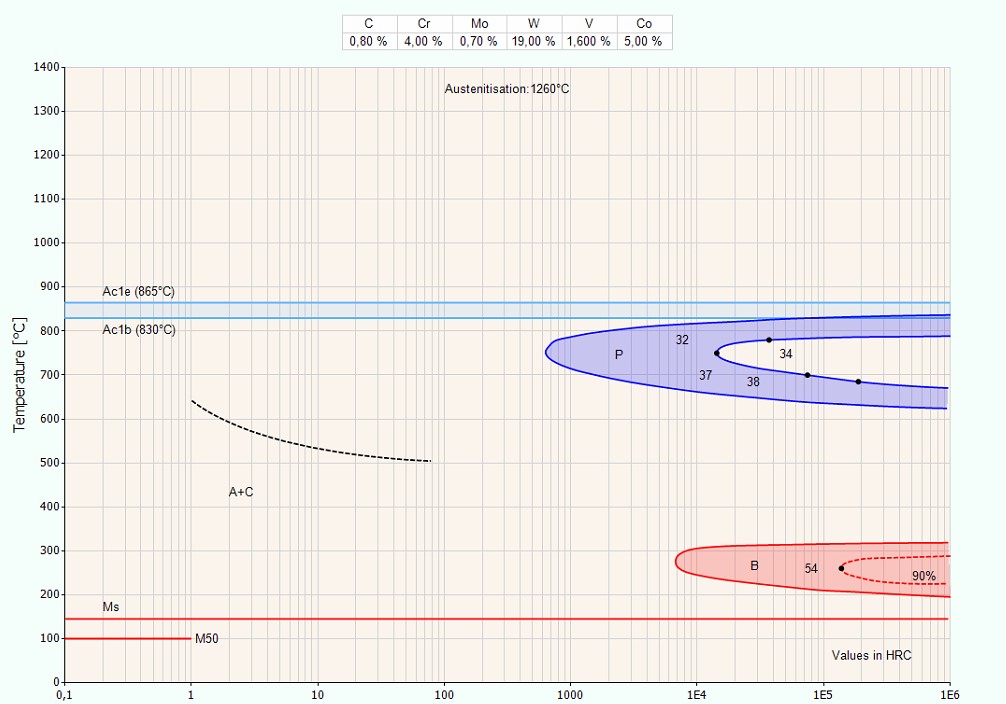 C Cr Mo W V Co
0,80 % 4,00 % 0,70 % 19,00 % 1,600 % 5,00 %
1400
Austenitisation:1260°C
1300
1200
1100
1000
900
Ac1e (865°C)
Ac1b (830°C)
800
32
P
34
700
37
38
600
500
A+C
400
300
B
54
90%
200
Ms
100
M50
Values in HRC
0
0,1 1 10 100 1000 1E4 1E5 1E6
Temperature [°C]